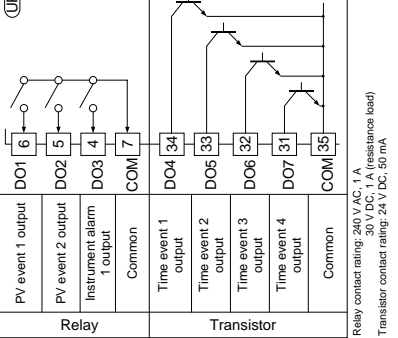 DO1
6
DO2
5
DO3
4
COM
7
DO4
34
DO5
33
DO6
32
DO7
31
COM
35
PV event 1 output
PV event 2 output
Instrument alarm
1 output
Common
Time event 1
output
Time event 2
output
Time event 3
output
Time event 4
output
Common
Relay
Transistor
Relay contact rating: 240 V AC, 1 A
30 V DC, 1 A (resistance load)
Transistor contact rating: 24 V DC, 50 mA